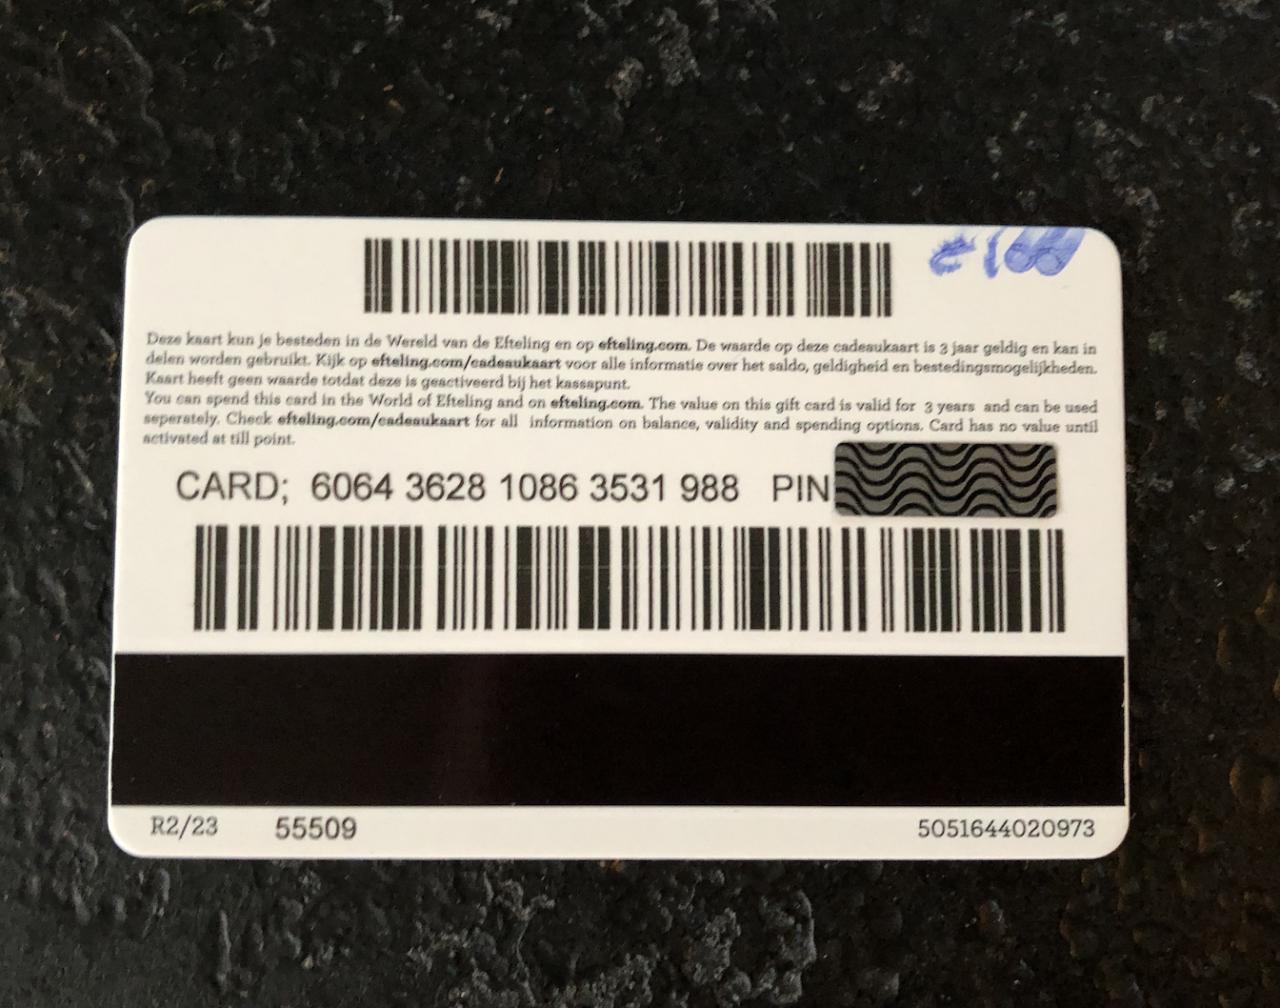 €100
Deze kaart kun je besteden in de Wereld van de Efteling en op efteling.com. De waarde op deze cadeaukaart is 3 jaar geldig en kan in
delen worden gebruikt. Kijk op efteling.com/cadeaukaart voor alle informatie over het saldo, geldigheid en bestedingsmogelijkheden.
Kaart heeft geen waarde totdat deze is geactiveerd bij het kassapunt.
You can spend this card in the World of Efteling and on efteling.com. The value on this gift card is valid for 3 years and can be used
seperately. Check efteling.com/cadeaukaart for all information on balance, validity and spending options. Card has no value until
activated at till point.
CARD; 6064 3628 1086 3531 988 PIN
R2/23 55509 5051644020973